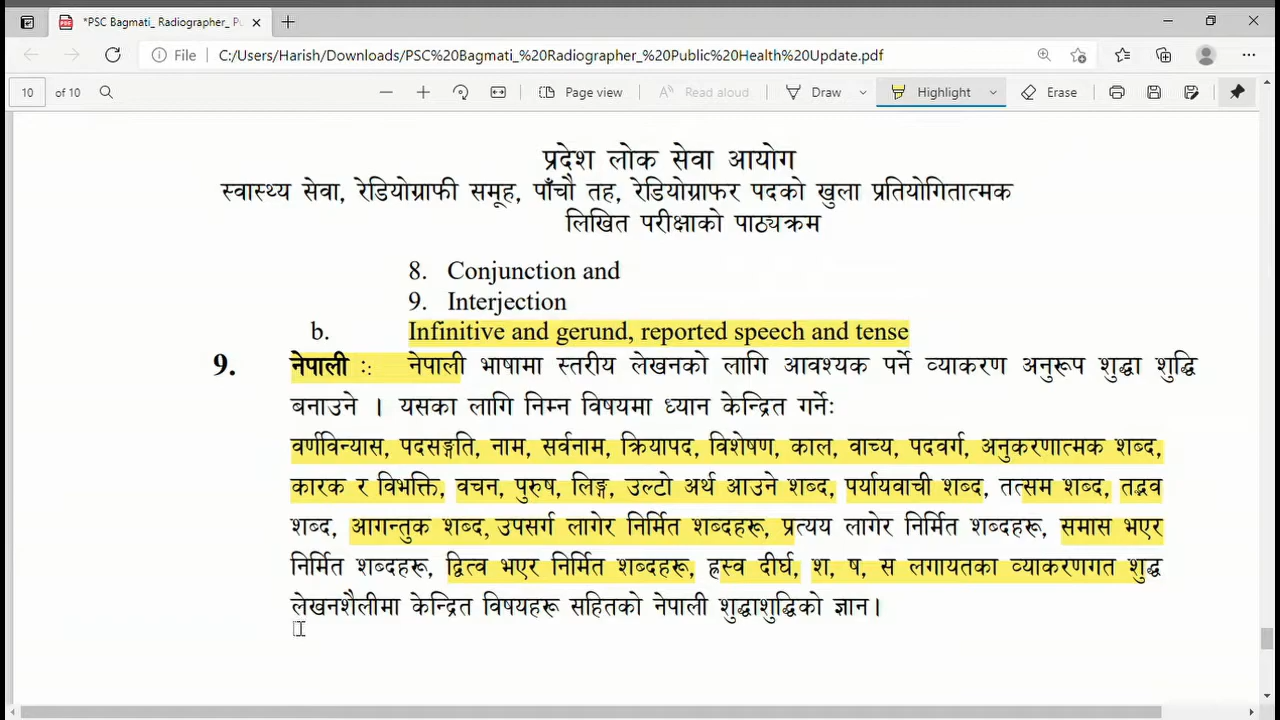 *PSC Bagmati_ Radiographer_ P
File C:/Users/Harish/Downloads/PSC%20Bagmati_%20Radiographer_%20Public%20Health%20Update.pdf
10 of 10 Page view Read aloud Draw Highlight Erase
प्रदेश लोक सेवा आयोग
स्वास्थ्य सेवा, रेडियोग्राफी समूह, पाँचौ तह, रेडियोग्राफर पदको खुला प्रतियोगितात्मक
लिखित परीक्षाको पाठ्यक्रम
8. Conjunction and
9. Interjection
b. Infinitive and gerund, reported speech and tense
9. नेपाली ः: नेपाली भाषामा स्तरीय लेखनको लागि आवश्यक पर्ने व्याकरण अनुरूप शुद्धा शुद्धि
बनाउने । यसका लागि निम्न विषयमा ध्यान केन्द्रित गर्नेः
वर्णविन्यास, पदसङ्गति, नाम, सर्वनाम, क्रियापद, विशेषण, काल, वाच्य, पदवर्ग, अनुकरणात्मक शब्द,
कारक र विभक्ति, वचन, पुरुष, लिङ्ग, उल्टो अर्थ आउने शब्द, पर्यायवाची शब्द, तत्सम शब्द, तद्भव
शब्द, आगन्तुक शब्द, उपसर्ग लागेर निर्मित शब्दहरू, प्रत्यय लागेर निर्मित शब्दहरू, समास भएर
निर्मित शब्दहरू, द्वित्व भएर निर्मित शब्दहरू, ह्रस्व दीर्घ, श, ष, स लगायतका व्याकरणगत शुद्ध
लेखनशैलीमा केन्द्रित विषयहरू सहितको नेपाली शुद्धाशुद्धिको ज्ञान।